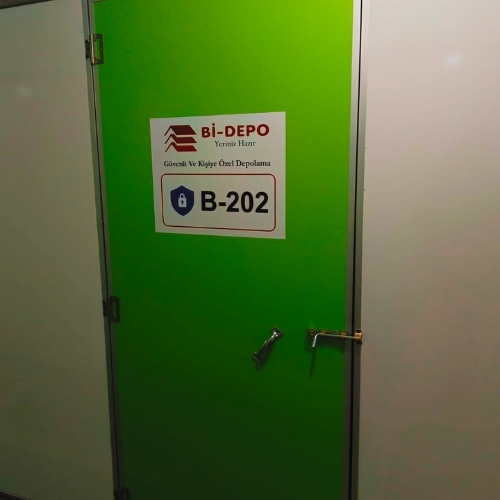 Bİ-DEPO
Yeriniz Hazır
Güvenli Ve Kişiye Özel Depolama
B-202